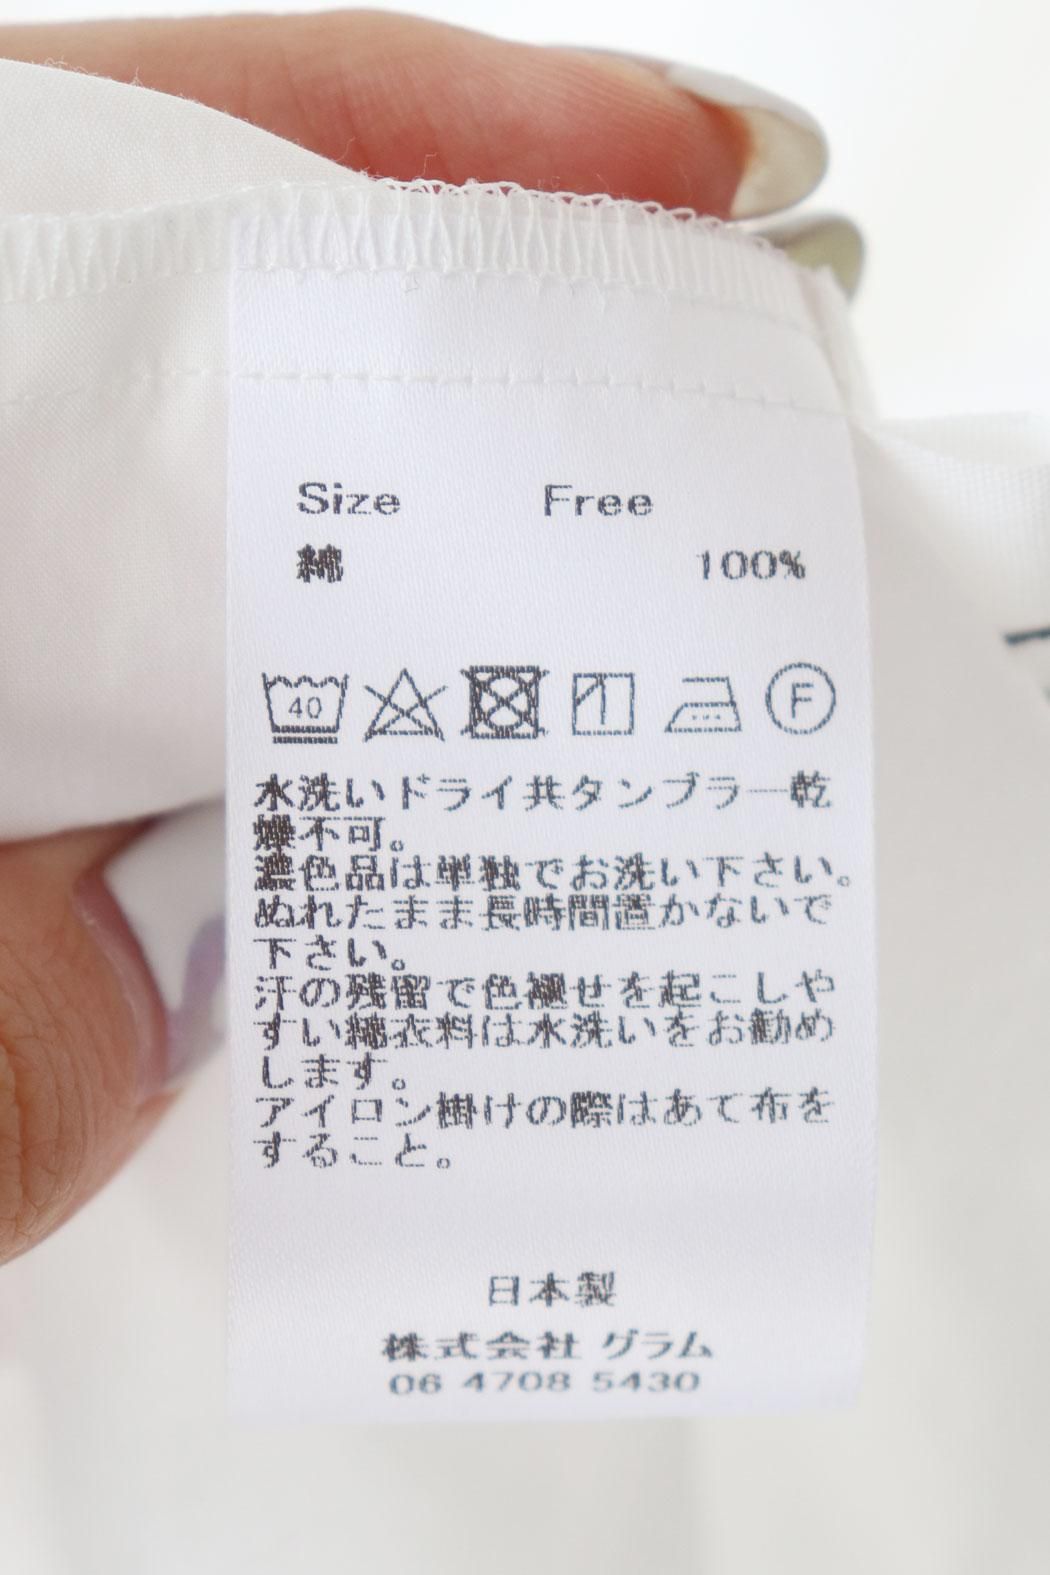 Size Free
綿 100%
40 F
水洗いドライ共タンブラー乾
燥不可。
濃色品は単独でお洗い下さい。
ぬれたまま長時間置かないで
下さい。
汗の残留で色褪せを起こしや
すい綿衣料は水洗いをお勧め
します。
アイロン掛けの際はあて布を
すること。
日本製
株式会社 グラム
06 4708 5430